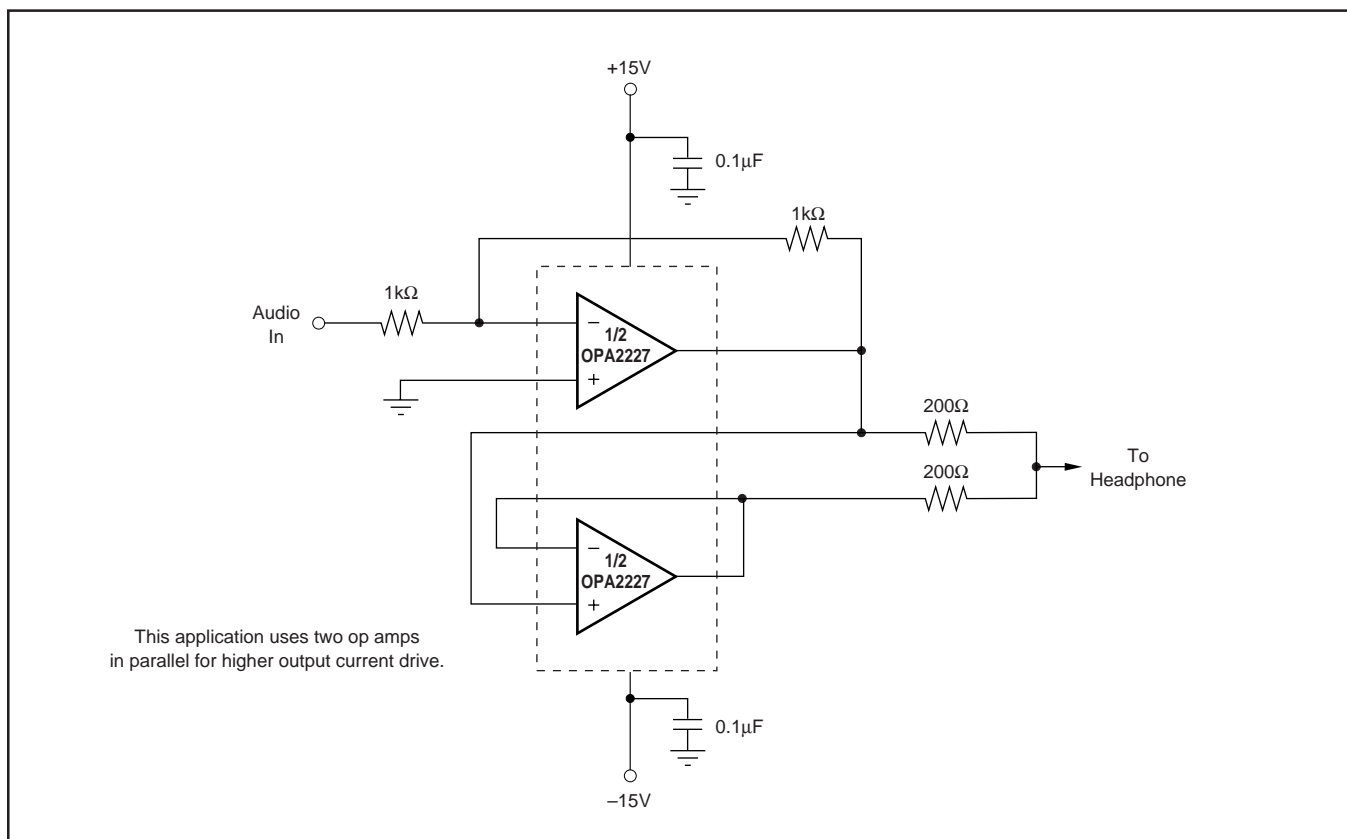 +15V
0.1µF
1kΩ
1kΩ
Audio
In
–
1/2
OPA2227
+
200Ω
To
Headphone
200Ω
–
1/2
OPA2227
+
This application uses two op amps
in parallel for higher output current drive.
0.1µF
–15V